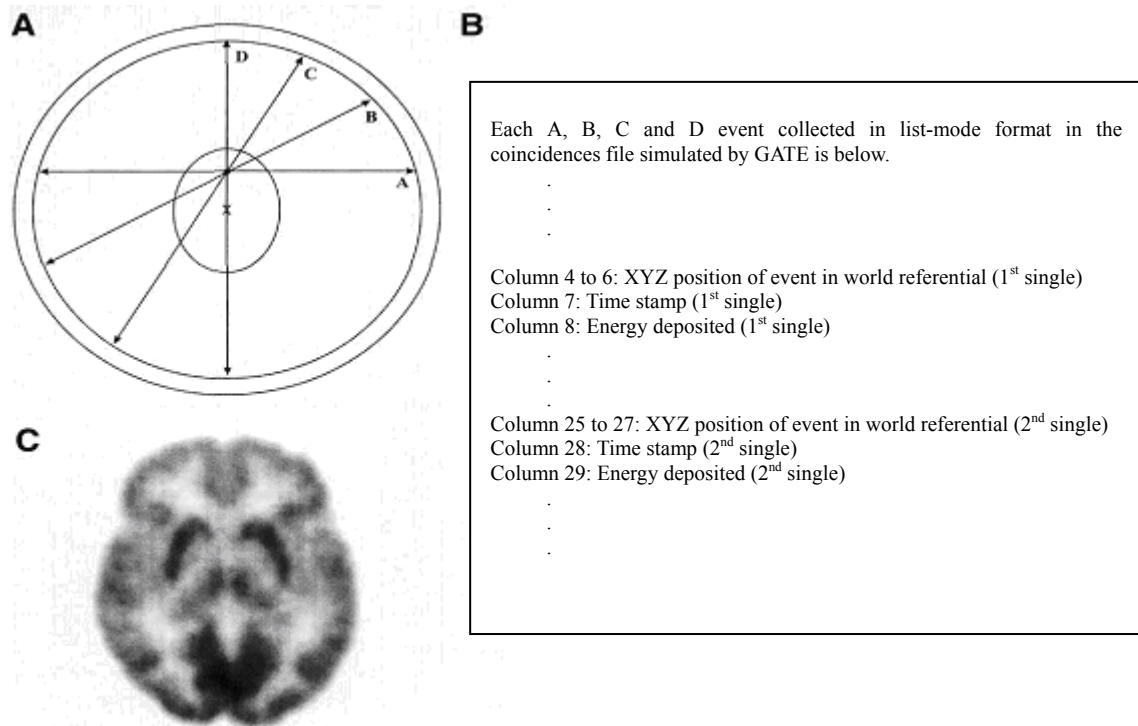 A
D
C
B
A
X
B
Each A, B, C and D event collected in list-mode format in the
coincidences file simulated by GATE is below.
.
.
.
Column 4 to 6: XYZ position of event in world referential (1st single)
Column 7: Time stamp (1st single)
Column 8: Energy deposited (1st single)
.
.
.
Column 25 to 27: XYZ position of event in world referential (2nd single)
Column 28: Time stamp (2nd single)
Column 29: Energy deposited (2nd single)
.
.
.
C